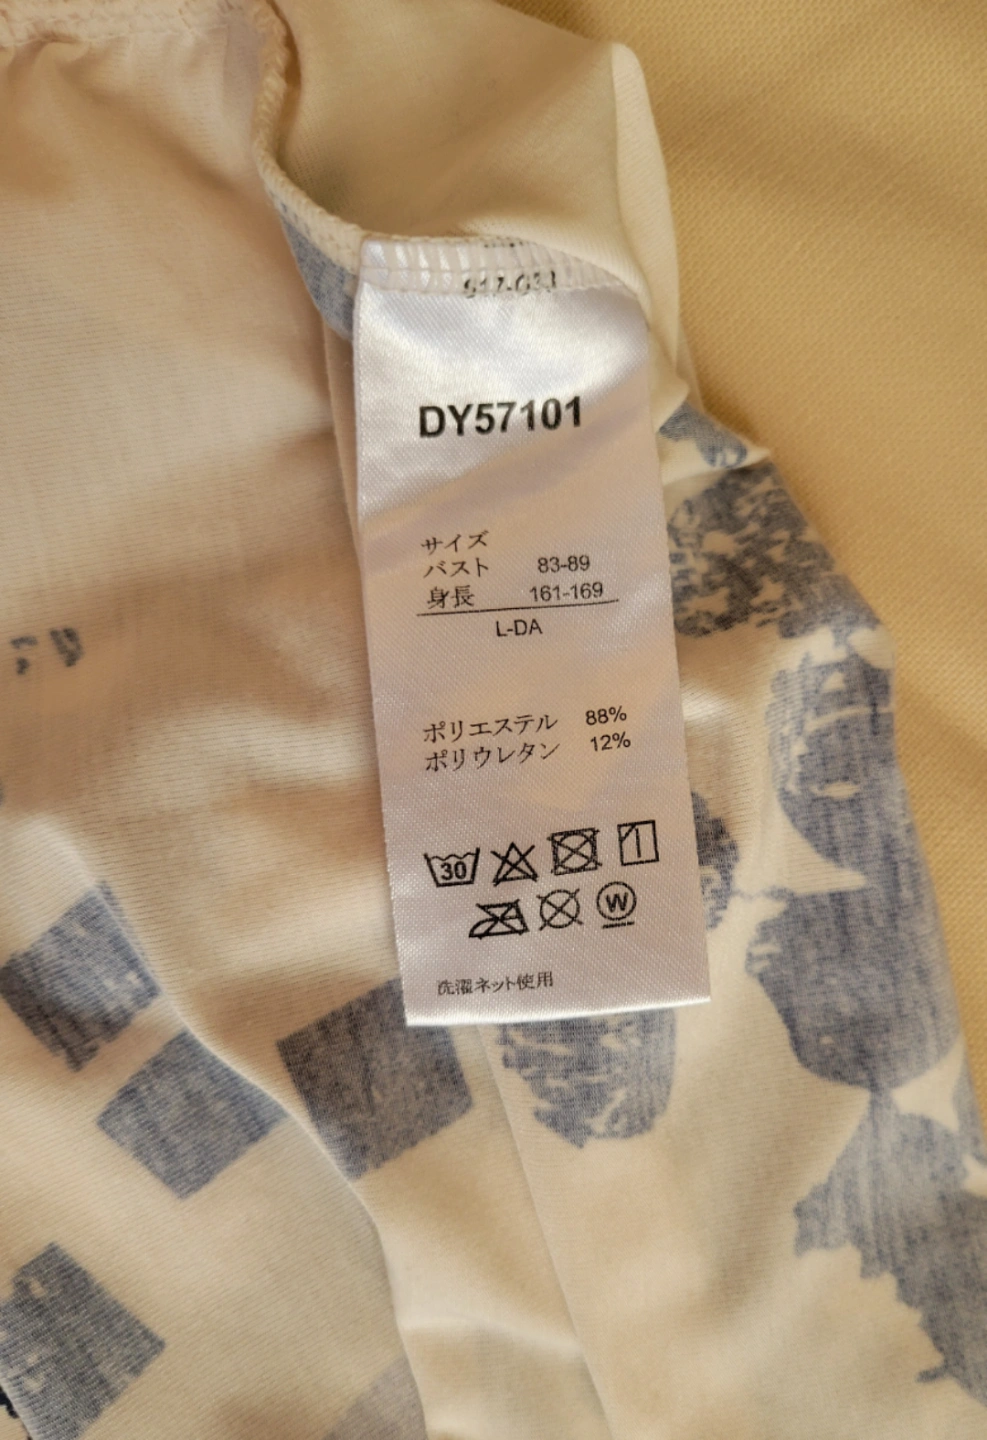 DY57101
サイズ
バスト 83-89
身長 161-169
L-DA
ポリエステル 88%
ポリウレタン 12%
30
W
洗濯ネット使用